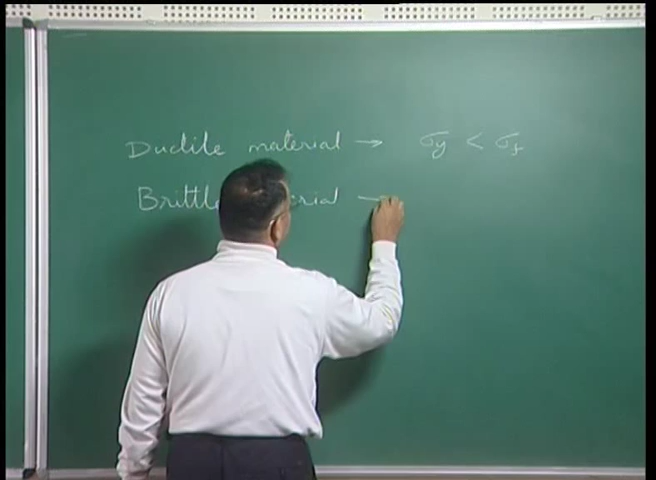 Ductile material → σy < σf
Brittle material →